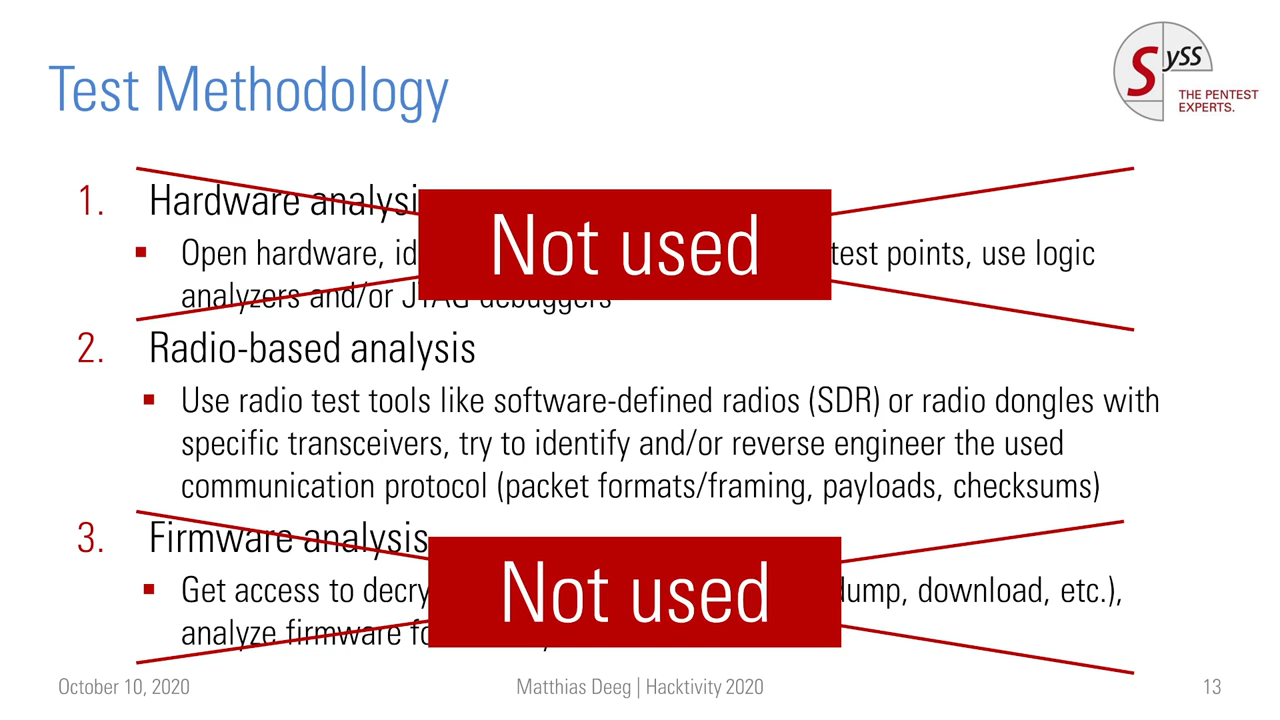 Test Methodology
Syss
THE PENTEST
EXPERTS.
1. Hardware analysi
Not used
▪ Open hardware, test points, use logic
analyzers and/or JTAG debuggers
2. Radio-based analysis
▪ Use radio test tools like software-defined radios (SDR) or radio dongles with
specific transceivers, try to identify and/or reverse engineer the used
communication protocol (packet formats/framing, payloads, checksums)
3. Firmware analysis
Not used
▪ Get access to dump, download, etc.),
analyze firmware
October 10, 2020
Matthias Deeg | Hacktivity 2020
13